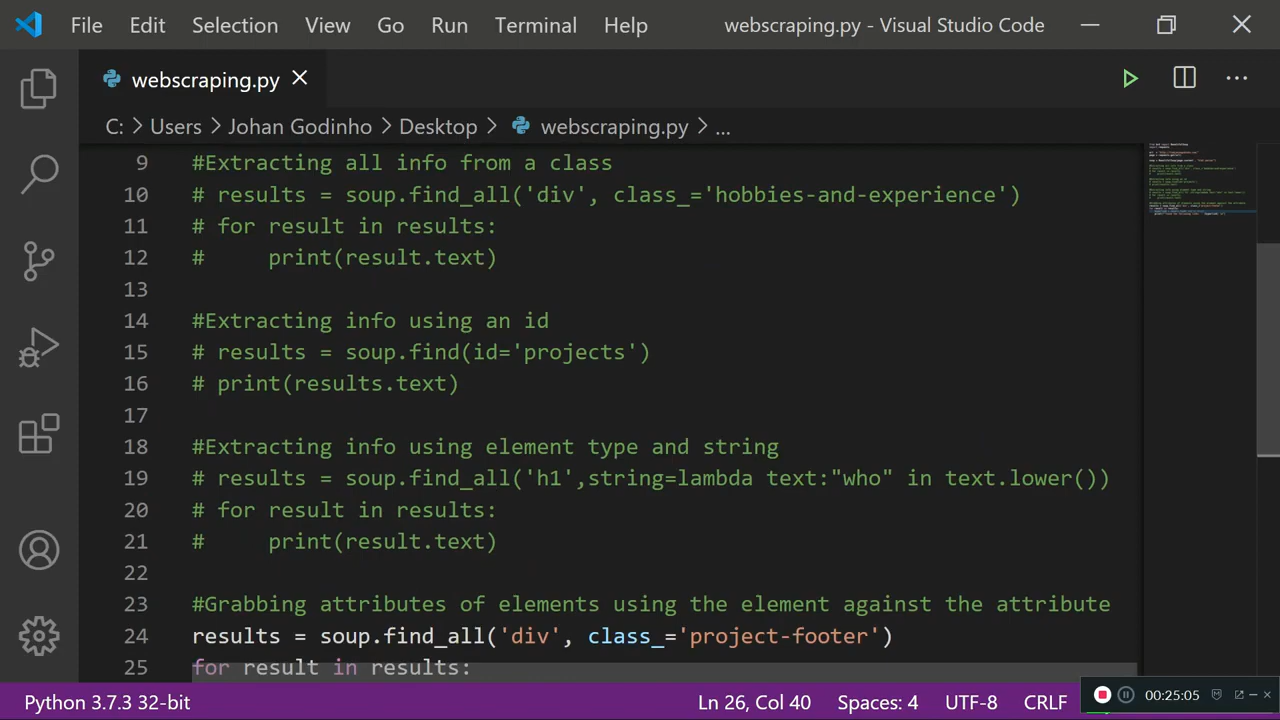 File Edit Selection View Go Run Terminal Help webscraping.py - Visual Studio Code
webscraping.py
C: Users Johan Godinho Desktop webscraping.py ...
9 #Extracting all info from a class
10 # results = soup.find_all('div', class_='hobbies-and-experience')
11 # for result in results:
12 #     print(result.text)
13
14 #Extracting info using an id
15 # results = soup.find(id='projects')
16 # print(results.text)
17
18 #Extracting info using element type and string
19 # results = soup.find_all('h1',string=lambda text:"who" in text.lower())
20 # for result in results:
21 #     print(result.text)
22
23 #Grabbing attributes of elements using the element against the attribute
24 results = soup.find_all('div', class_='project-footer')
25 for result in results:
Python 3.7.3 32-bit Ln 26, Col 40 Spaces: 4 UTF-8 CRLF 00:25:05